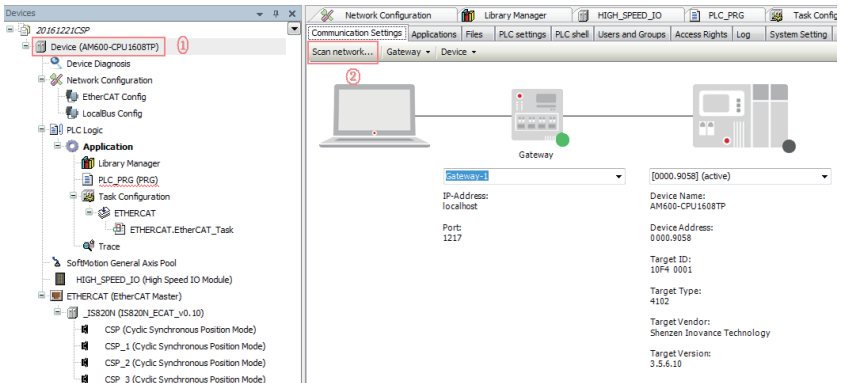 Devices
20161221CSP
Device (AM600-CPU1608TP)
①
Device Diagnosis
Network Configuration
EtherCAT Config
LocalBus Config
PLC Logic
Application
Library Manager
PLC_PRG (PRG)
Task Configuration
ETHERCAT
ETHERCAT.EtherCAT_Task
Trace
SoftMotion General Axis Pool
HIGH_SPEED_IO (High Speed IO Module)
ETHERCAT (EtherCAT Master)
_IS820N (IS820N_ECAT_v0.10)
CSP (Cyclic Synchronous Position Mode)
CSP_1 (Cyclic Synchronous Position Mode)
CSP_2 (Cyclic Synchronous Position Mode)
CSP_3 (Cyclic Synchronous Position Mode)
Network Configuration Library Manager HIGH_SPEED_IO PLC_PRG Task Config
Communication Settings Applications Files PLC settings PLC shell Users and Groups Access Rights Log System Setting
Scan network... Gateway Device
②
Gateway
Gateway-1
IP-Address:
localhost
Port:
1217
[0000.9058] (active)
Device Name:
AM600-CPU1608TP
Device Address:
0000.9058
Target ID:
10F4 0001
Target Type:
4102
Target Vendor:
Shenzen Inovance Technology
Target Version:
3.5.6.10